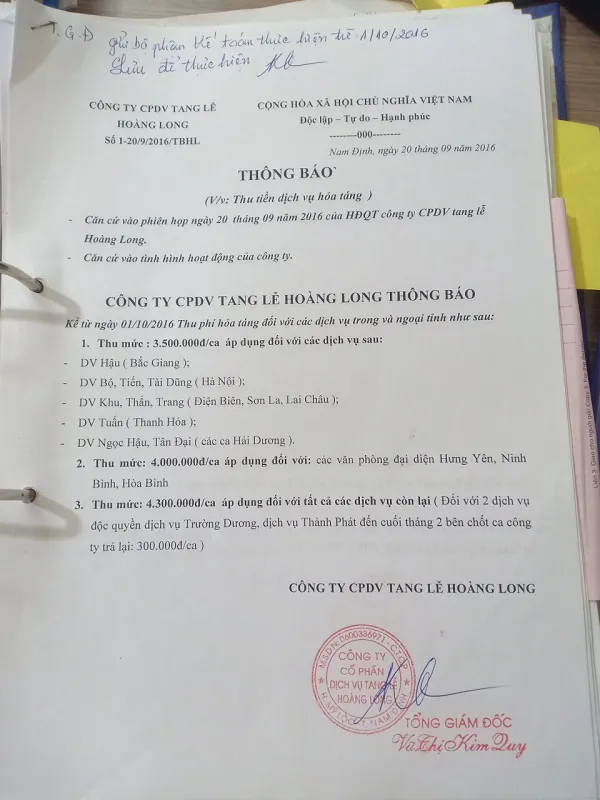 T.G.Đ gửi bộ phận Kế toán thực hiện từ 1/10/2016
Lưu để thực hiện
CÔNG TY CPDV TANG LỄ
HOÀNG LONG
Số 1-20/9/2016/TBHL
CỘNG HÒA XÃ HỘI CHỦ NGHĨA VIỆT NAM
Độc lập – Tự do – Hạnh phúc
--------000--------
Nam Định, ngày 20 tháng 09 năm 2016
THÔNG BÁO`
(V/v: Thu tiền dịch vụ hỏa táng )
- Căn cứ vào phiên họp ngày 20 tháng 09 năm 2016 của HĐQT công ty CPDV tang lễ
Hoàng Long.
- Căn cứ vào tình hình hoạt động của công ty.
CÔNG TY CPDV TANG LỄ HOÀNG LONG THÔNG BÁO
Kể từ ngày 01/10/2016 Thu phí hỏa táng đối với các dịch vụ trong và ngoại tỉnh như sau:
1. Thu mức : 3.500.000đ/ca áp dụng đối với các dịch vụ sau:
- DV Hậu ( Bắc Giang );
- DV Bộ, Tiến, Tài Dũng ( Hà Nội );
- DV Khu, Thần, Trang ( Điện Biên, Sơn La, Lai Châu );
- DV Tuấn ( Thanh Hóa );
- DV Ngọc Hậu, Tân Đại ( các ca Hải Dương ).
2. Thu mức: 4.000.000đ/ca áp dụng đối với: các văn phòng đại diện Hưng Yên, Ninh
Bình, Hòa Bình
3. Thu mức: 4.300.000đ/ca áp dụng đối với tất cả các dịch vụ còn lại ( Đối với 2 dịch vụ
độc quyền dịch vụ Trường Dương, dịch vụ Thành Phát đến cuối tháng 2 bên chốt ca công
ty trả lại: 300.000đ/ca )
CÔNG TY CPDV TANG LỄ HOÀNG LONG
M.S.D.N: 0600336971 - C.T.C.P
CÔNG TY
CỔ PHẦN
DỊCH VỤ TANG LỄ
HOÀNG LONG
H. MỸ LỘC - T. NAM ĐỊNH
TỔNG GIÁM ĐỐC
Vũ Thị Kim Quy